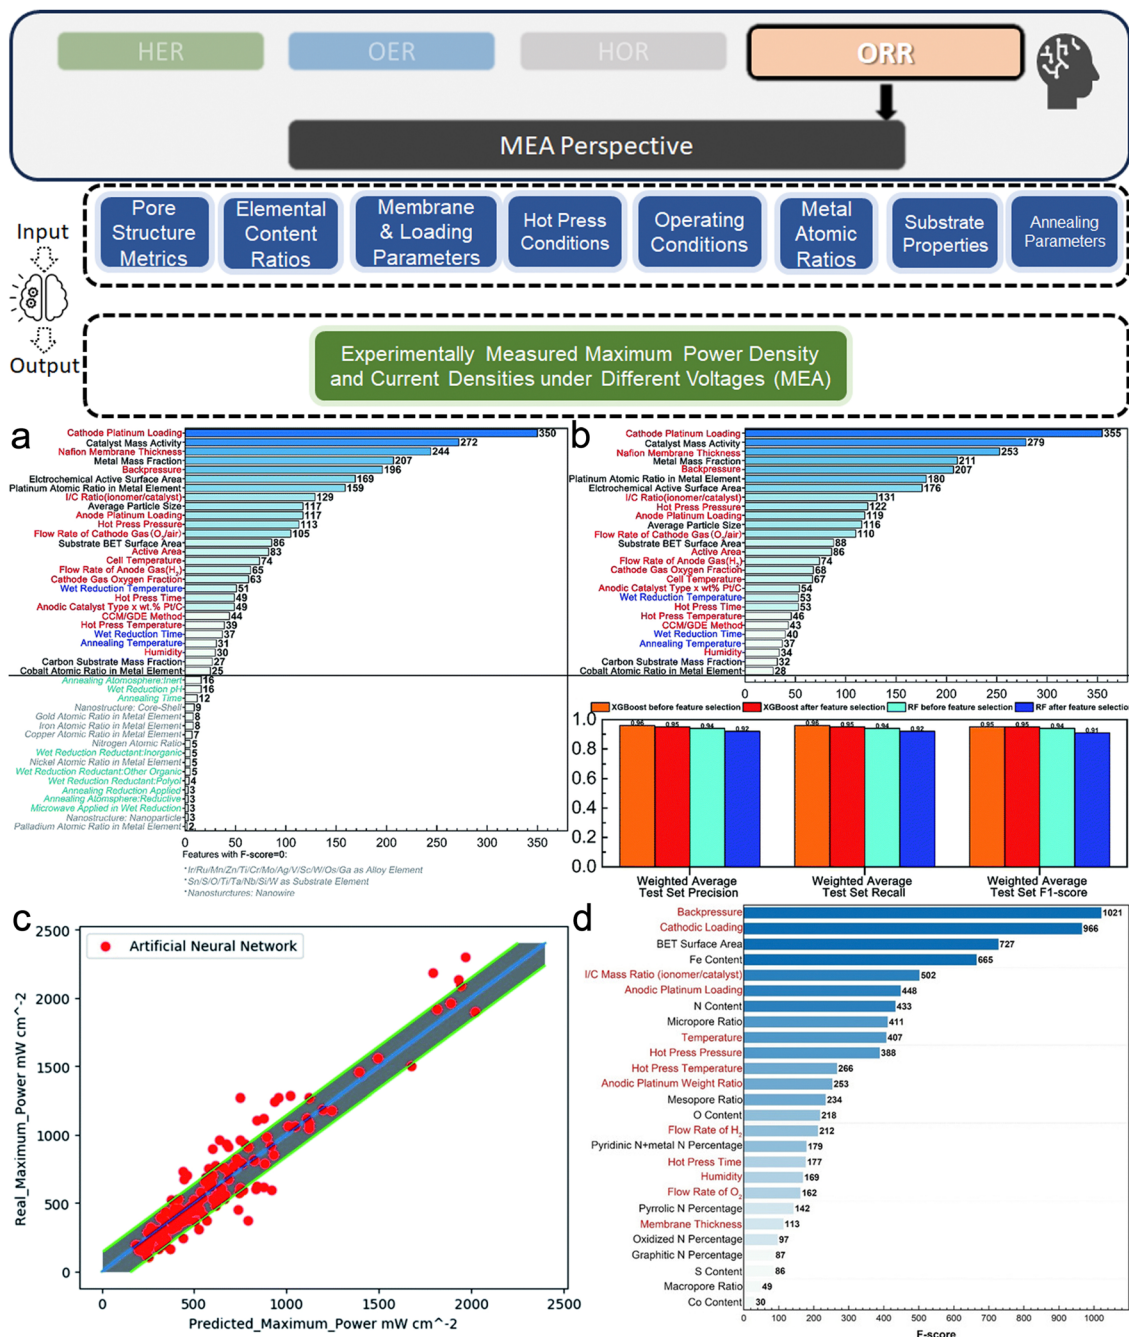 HER
OER
HOR
ORR
MEA Perspective
Input
Pore
Structure
Metrics
Elemental
Content
Ratios
Membrane
& Loading
Parameters
Hot Press
Conditions
Operating
Conditions
Metal
Atomic
Ratios
Substrate
Properties
Annealing
Parameters
Output
Experimentally Measured Maximum Power Density
and Current Densities under Different Voltages (MEA)
a
Cathode Platinum Loading 350
Catalyst Mass Activity 272
Nafion Membrane Thickness 244
Metal Mass Fraction 207
Backpressure 196
Elctrochemical Active Surface Area 169
Platinum Atomic Ratio in Metal Element 159
I/C Ratio(ionomer/catalyst) 129
Average Particle Size 117
Anode Platinum Loading 117
Hot Press Pressure 113
Flow Rate of Cathode Gas (O2/air) 105
Substrate BET Surface Area 86
Active Area 83
Cell Temperature 74
Flow Rate of Anode Gas(H2) 65
Cathode Gas Oxygen Fraction 63
Wet Reduction Temperature 51
Hot Press Time 49
Anodic Catalyst Type x wt.% Pt/C 49
CCM/GDE Method 44
Hot Press Temperature 39
Wet Reduction Time 37
Annealing Temperature 31
Humidity 30
Carbon Substrate Mass Fraction 27
Cobalt Atomic Ratio in Metal Element 25
Annealing Atomosphere:Inert 16
Wet Reduction pH 16
Annealing Time 12
Nanostructure: Core-Shell 9
Gold Atomic Ratio in Metal Element 8
Iron Atomic Ratio in Metal Element 8
Copper Atomic Ratio in Metal Element 7
Nitrogen Atomic Ratio 5
Wet Reduction Reductant:Inorganic 5
Nickel Atomic Ratio in Metal Element 5
Wet Reduction Reductant:Other Organic 5
Wet Reduction Reductant:Polyol 4
Annealing Reduction Applied 3
Annealing Atomsphere:Reductive 3
Microwave Applied in Wet Reduction 3
Nanostructure: Nanoparticle 3
Palladium Atomic Ratio in Metal Element 2
0 50 100 150 200 250 300 350
Features with F-score=0:
*Ir/Ru/Mn/Zn/Ti/Cr/Mo/Ag/V/Sc/W/Os/Ga as Alloy Element
*Sn/S/O/Ti/Ta/Nb/Si/W as Substrate Element
*Nanosturctures: Nanowire
b
Cathode Platinum Loading 355
Catalyst Mass Activity 279
Nafion Membrane Thickness 253
Metal Mass Fraction 211
Backpressure 207
Platinum Atomic Ratio in Metal Element 180
Elctrochemical Active Surface Area 176
I/C Ratio(ionomer/catalyst) 131
Hot Press Pressure 122
Anode Platinum Loading 119
Average Particle Size 116
Flow Rate of Cathode Gas (O2/air) 110
Substrate BET Surface Area 88
Active Area 86
Flow Rate of Anode Gas(H2) 74
Cathode Gas Oxygen Fraction 68
Cell Temperature 67
Anodic Catalyst Type x wt.% Pt/C 54
Wet Reduction Temperature 53
Hot Press Time 53
Hot Press Temperature 46
CCM/GDE Method 43
Wet Reduction Time 40
Annealing Temperature 37
Humidity 34
Carbon Substrate Mass Fraction 32
Cobalt Atomic Ratio in Metal Element 28
0 50 100 150 200 250 300 350
XGBoost before feature selection XGBoost after feature selection RF before feature selection RF after feature selection
1.0
0.8
0.6
0.4
0.2
0.0
0.96 0.95 0.94 0.92
0.96 0.95 0.94 0.92
0.95 0.95 0.94 0.91
Weighted Average
Test Set Precision
Weighted Average
Test Set Recall
Weighted Average
Test Set F1-score
c
Artificial Neural Network
Real_Maximum_Power mW cm^-2
2500
2000
1500
1000
500
0
0 500 1000 1500 2000 2500
Predicted_Maximum_Power mW cm^-2
d
Backpressure 1021
Cathodic Loading 966
BET Surface Area 727
Fe Content 665
I/C Mass Ratio (ionomer/catalyst) 502
Anodic Platinum Loading 448
N Content 433
Micropore Ratio 411
Temperature 407
Hot Press Pressure 388
Hot Press Temperature 266
Anodic Platinum Weight Ratio 253
Mesopore Ratio 234
O Content 218
Flow Rate of H2 212
Pyridinic N+metal N Percentage 179
Hot Press Time 177
Humidity 169
Flow Rate of O2 162
Pyrrolic N Percentage 142
Membrane Thickness 113
Oxidized N Percentage 97
Graphitic N Percentage 87
S Content 86
Macropore Ratio 49
Co Content 30
0 100 200 300 400 500 600 700 800 900 1000
F-score